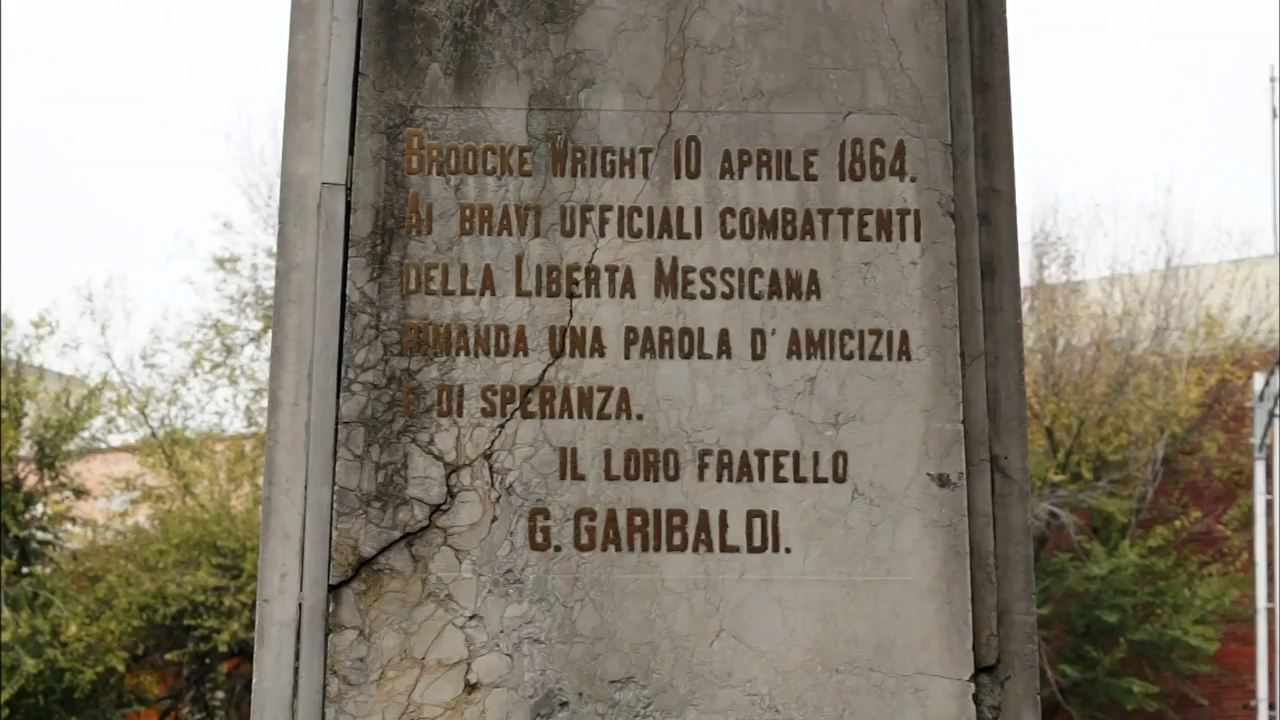 BROOCKE WRIGHT 10 APRILE 1864.
AI BRAVI UFFICIALI COMBATTENTI
DELLA LIBERTA MESSICANA
RIMANDA UNA PAROLA D'AMICIZIA
E DI SPERANZA.
IL LORO FRATELLO
G. GARIBALDI.